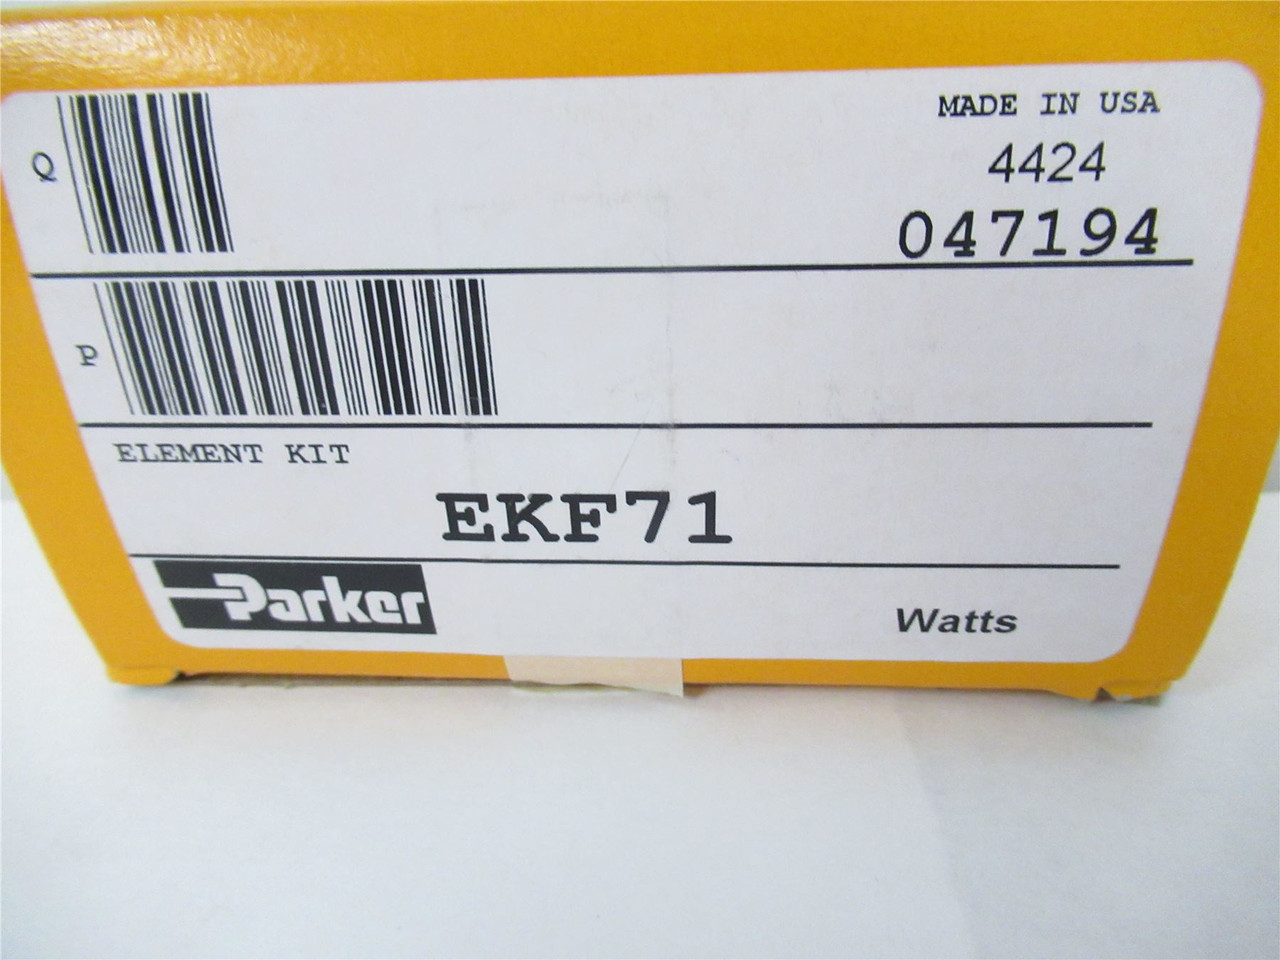 MADE IN USA
Q
4424
047194
P
ELEMENT KIT
EKF71
Parker
Watts